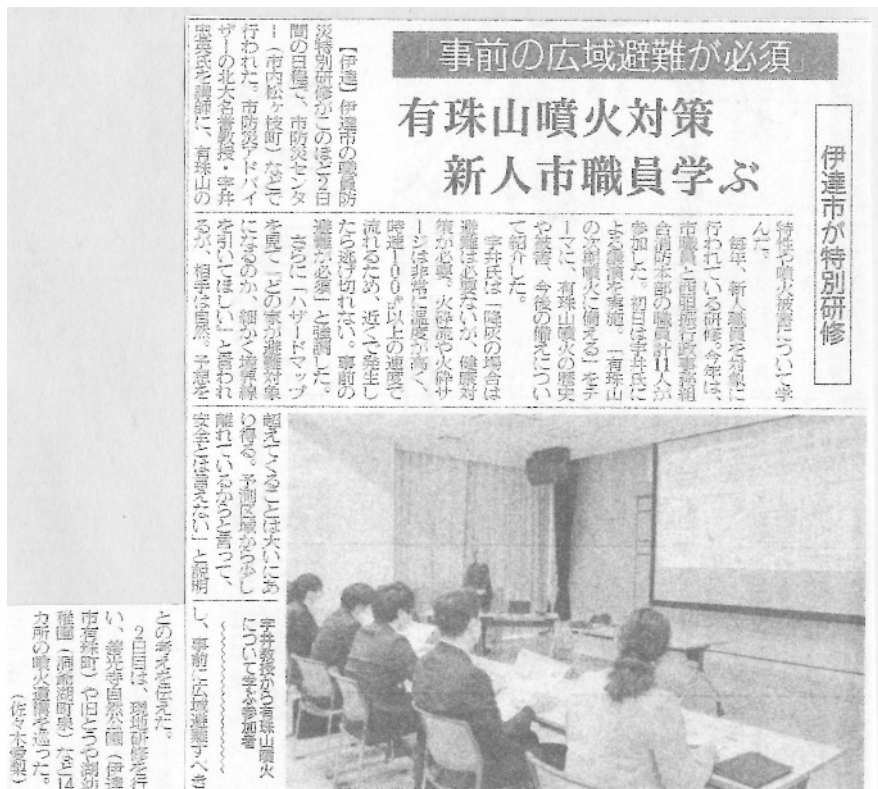 「事前の広域避難が必須」
有珠山噴火対策
新人市職員学ぶ
伊達市が特別研修
【伊達】伊達市の職員防
災特別研修がこのほど2日
間の日程で、市防災センタ
ー（市内松ヶ枝町）などで
行われた。市防災アドバイ
ザーの北大名誉教授・宇井
忠英氏を講師に、有珠山の
特性や噴火被害について学
んだ。
毎年、新人職員を対象に
行われている研修。今年は、
市職員と西胆振行政事務組
合消防本部の職員計11人が
参加した。初日は宇井氏に
よる講演を実施。「有珠山
の次期噴火に備える」をテ
ーマに、有珠山噴火の歴史
や被害、今後の備えについ
て紹介した。
宇井氏は「降灰の場合は
避難は必要ないが、健康対
策が必要。火砕流や火砕サ
ージは非常に温度が高く、
時速100㌔以上の速度で
流れるため、近くで発生し
たら逃げ切れない。事前の
避難が必須」と強調した。
さらに「ハザードマップ
を見て『どの家が避難対象
になるのか、細かく境界線
を引いてほしい』と言われ
るが、相手は自然。予想を
超えてくることは大いにあ
り得る。予測区域から少し
離れているからと言って、
安全とは言えない」と説明
し、事前に広域避難すべき
との考えを伝えた。
2日目は、現地研修を行
い、善光寺自然公園（伊達
市有珠町）や旧とうや湖幼
稚園（洞爺湖町泉）など14
カ所の噴火遺構を巡った。
（佐々木愛梨）
宇井教授から有珠山噴火
について学ぶ参加者